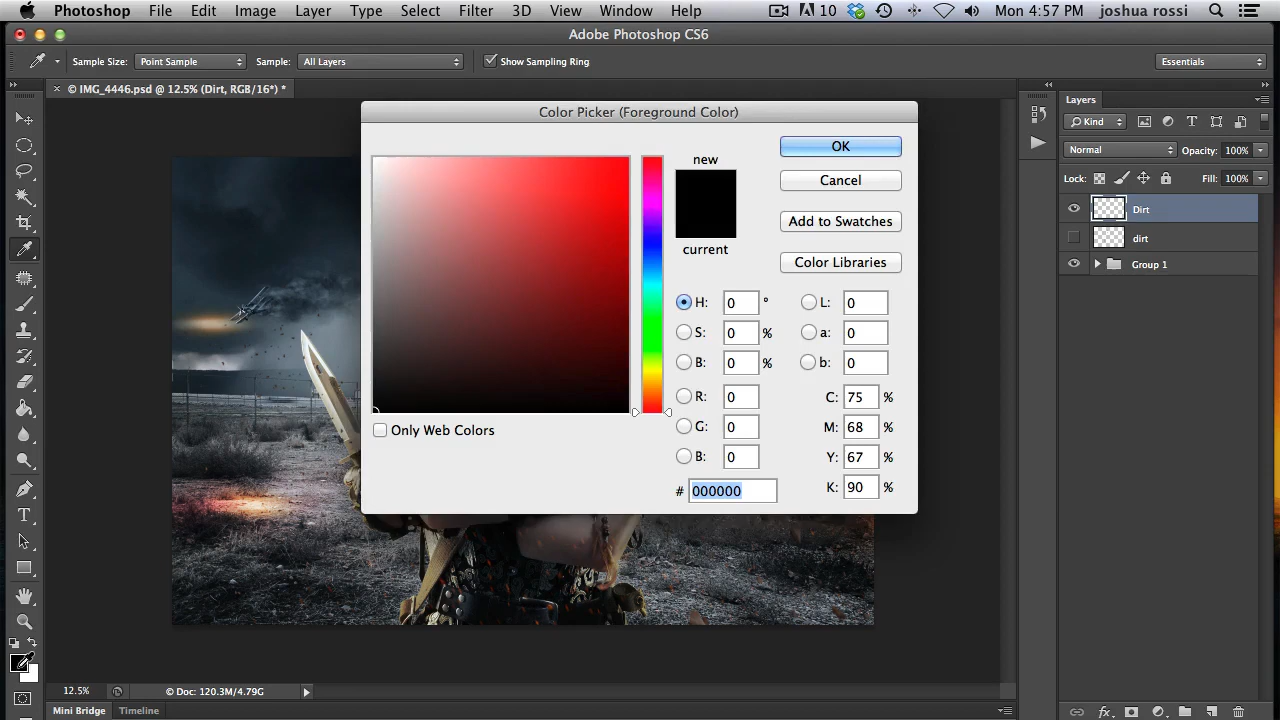 Photoshop File Edit Image Layer Type Select Filter 3D View Window Help 10 Mon 4:57 PM joshua rossi
Adobe Photoshop CS6
Sample Size: Point Sample Sample: All Layers Show Sampling Ring Essentials
© IMG_4446.psd @ 12.5% (Dirt, RGB/16*) *
Layers
Kind
Normal Opacity: 100%
Lock: Fill: 100%
Dirt
dirt
Group 1
Color Picker (Foreground Color)
new
current
OK
Cancel
Add to Swatches
Color Libraries
H: 0 ° L: 0
S: 0 % a: 0
B: 0 % b: 0
R: 0 C: 75 %
G: 0 M: 68 %
B: 0 Y: 67 %
# 000000 K: 90 %
Only Web Colors
12.5% Doc: 120.3M/4.79G
Mini Bridge Timeline